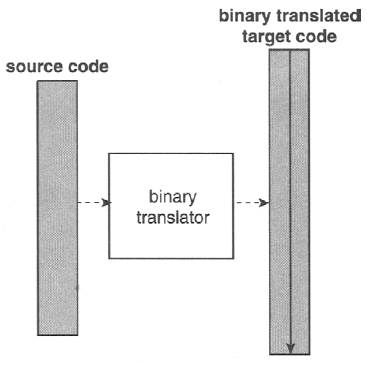 binary translated
target code
source code
binary
translator